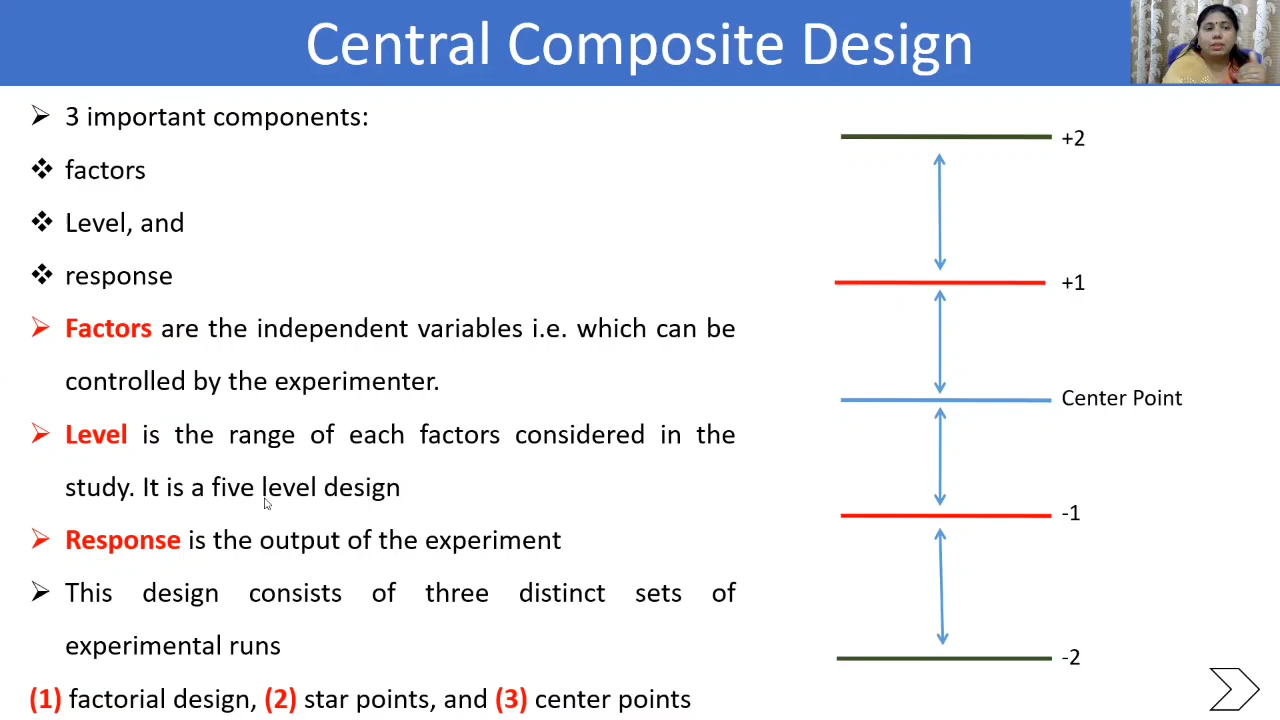 Central Composite Design
3 important components:
factors
Level, and
response
Factors are the independent variables i.e. which can be
controlled by the experimenter.
Level is the range of each factors considered in the
study. It is a five level design
Response is the output of the experiment
This design consists of three distinct sets of
experimental runs
(1) factorial design, (2) star points, and (3) center points
+2
+1
Center Point
-1
-2